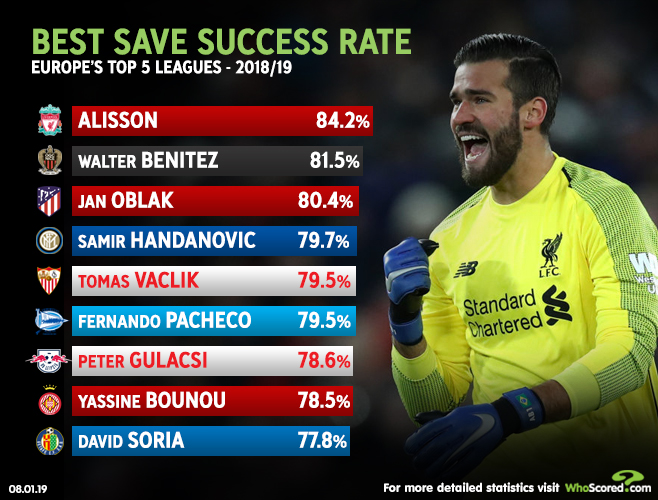 BEST SAVE SUCCESS RATE
EUROPE'S TOP 5 LEAGUES - 2018/19
ALISSON 84.2%
WALTER BENITEZ 81.5%
JAN OBLAK 80.4%
SAMIR HANDANOVIC 79.7%
TOMAS VACLIK 79.5%
FERNANDO PACHECO 79.5%
PETER GULACSI 78.6%
YASSINE BOUNOU 78.5%
DAVID SORIA 77.8%
L.F.C.
Standard
Chartered
08.01.19
For more detailed statistics visit WhoScored.com